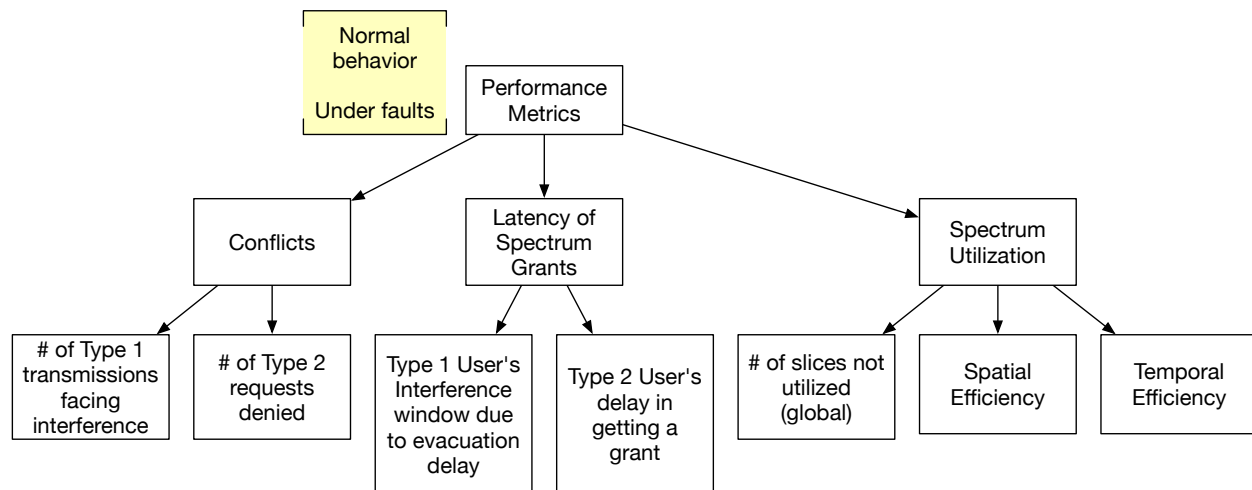 Normal
behavior
Under faults
Performance
Metrics
Conflicts
Latency of
Spectrum
Grants
Spectrum
Utilization
# of Type 1
transmissions
facing
interference
# of Type 2
requests
denied
Type 1 User's
Interference
window due
to evacuation
delay
Type 2 User's
delay in
getting a
grant
# of slices not
utilized
(global)
Spatial
Efficiency
Temporal
Efficiency